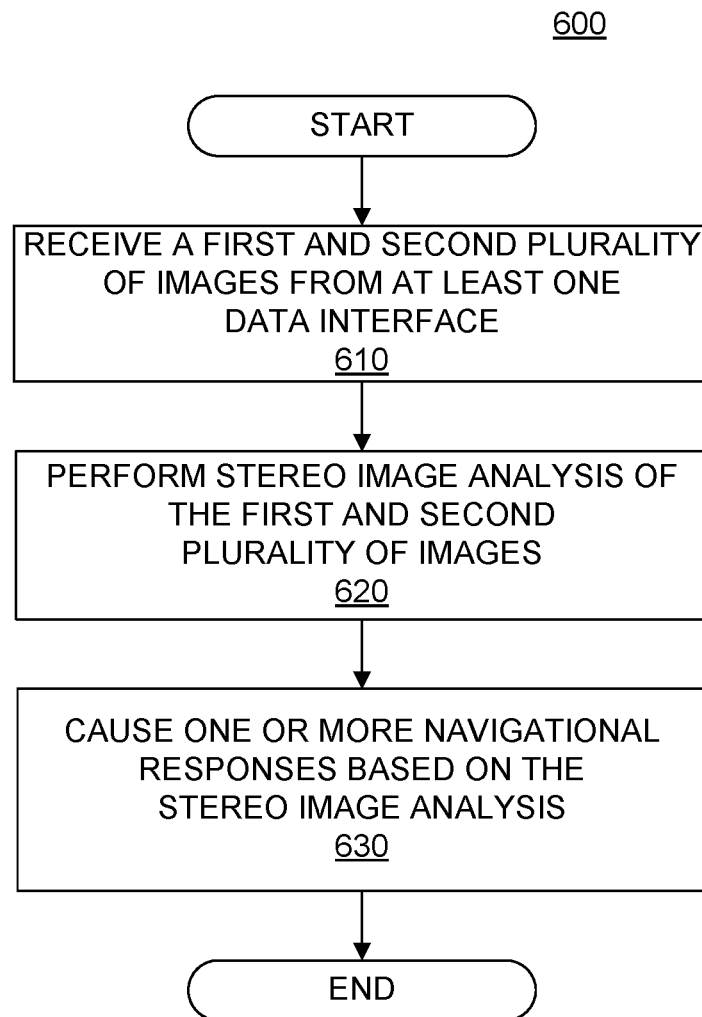 600
START
RECEIVE A FIRST AND SECOND PLURALITY
OF IMAGES FROM AT LEAST ONE
DATA INTERFACE
610
PERFORM STEREO IMAGE ANALYSIS OF
THE FIRST AND SECOND
PLURALITY OF IMAGES
620
CAUSE ONE OR MORE NAVIGATIONAL
RESPONSES BASED ON THE
STEREO IMAGE ANALYSIS
630
END